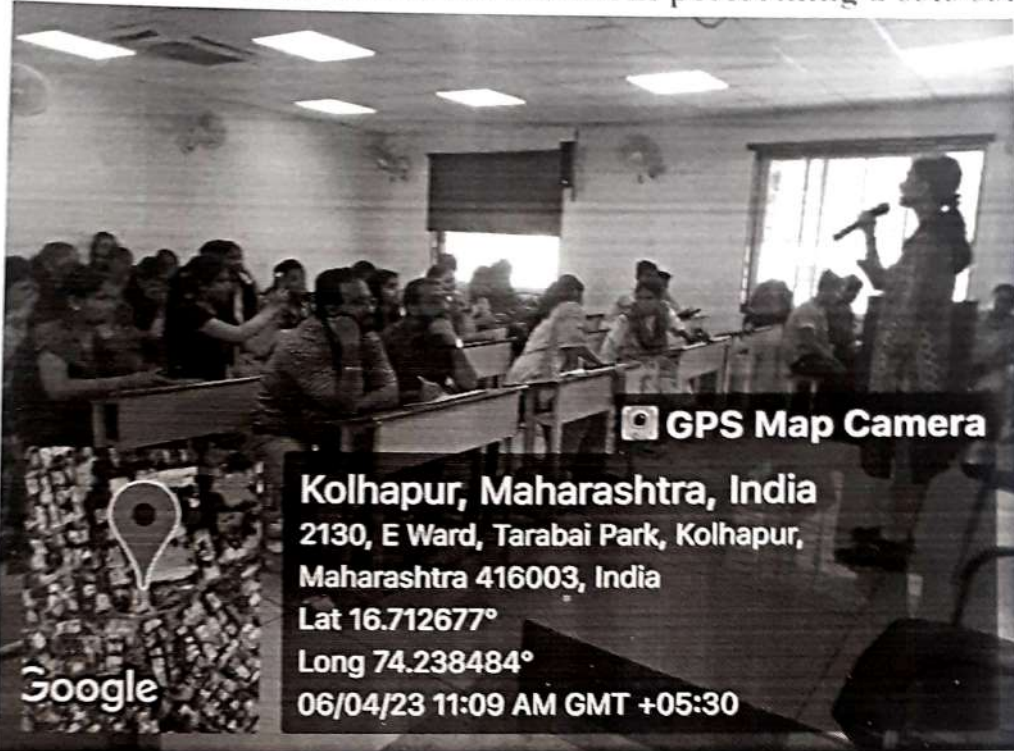 GPS Map Camera
Kolhapur, Maharashtra, India
2130, E Ward, Tarabai Park, Kolhapur,
Maharashtra 416003, India
Lat 16.712677°
Long 74.238484°
06/04/23 11:09 AM GMT +05:30
Google